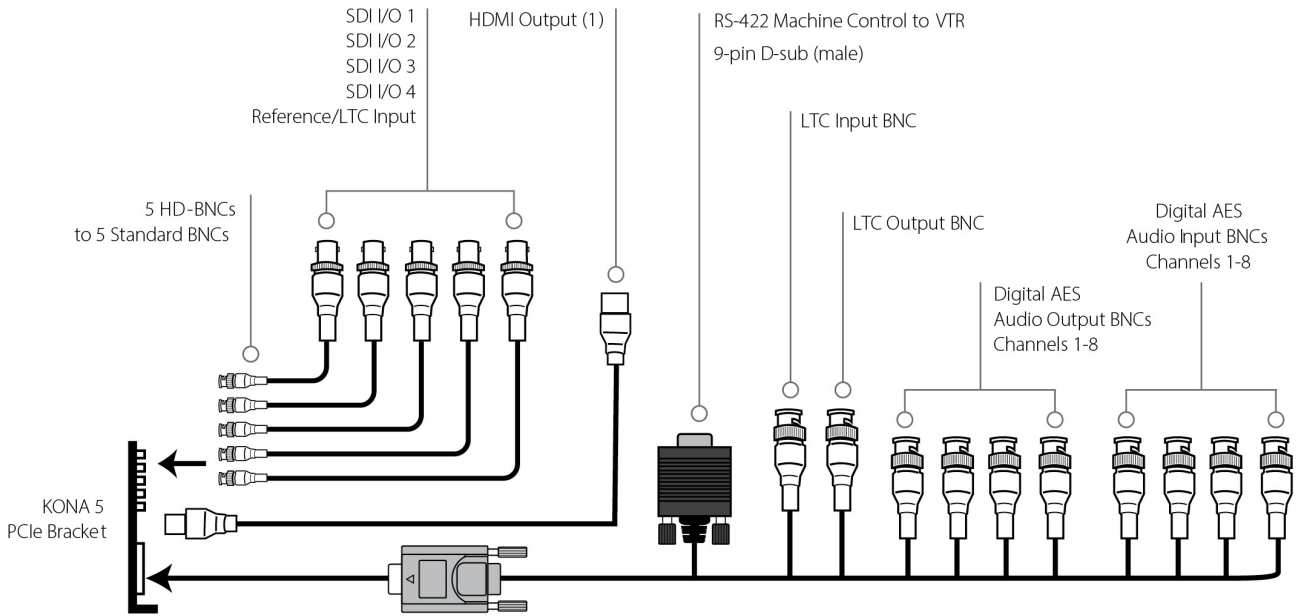 SDI I/O 1
SDI I/O 2
SDI I/O 3
SDI I/O 4
Reference/LTC Input
HDMI Output (1)
RS-422 Machine Control to VTR
9-pin D-sub (male)
LTC Input BNC
5 HD-BNCs
to 5 Standard BNCs
LTC Output BNC
Digital AES
Audio Input BNCs
Channels 1-8
Digital AES
Audio Output BNCs
Channels 1-8
KONA 5
PCIe Bracket